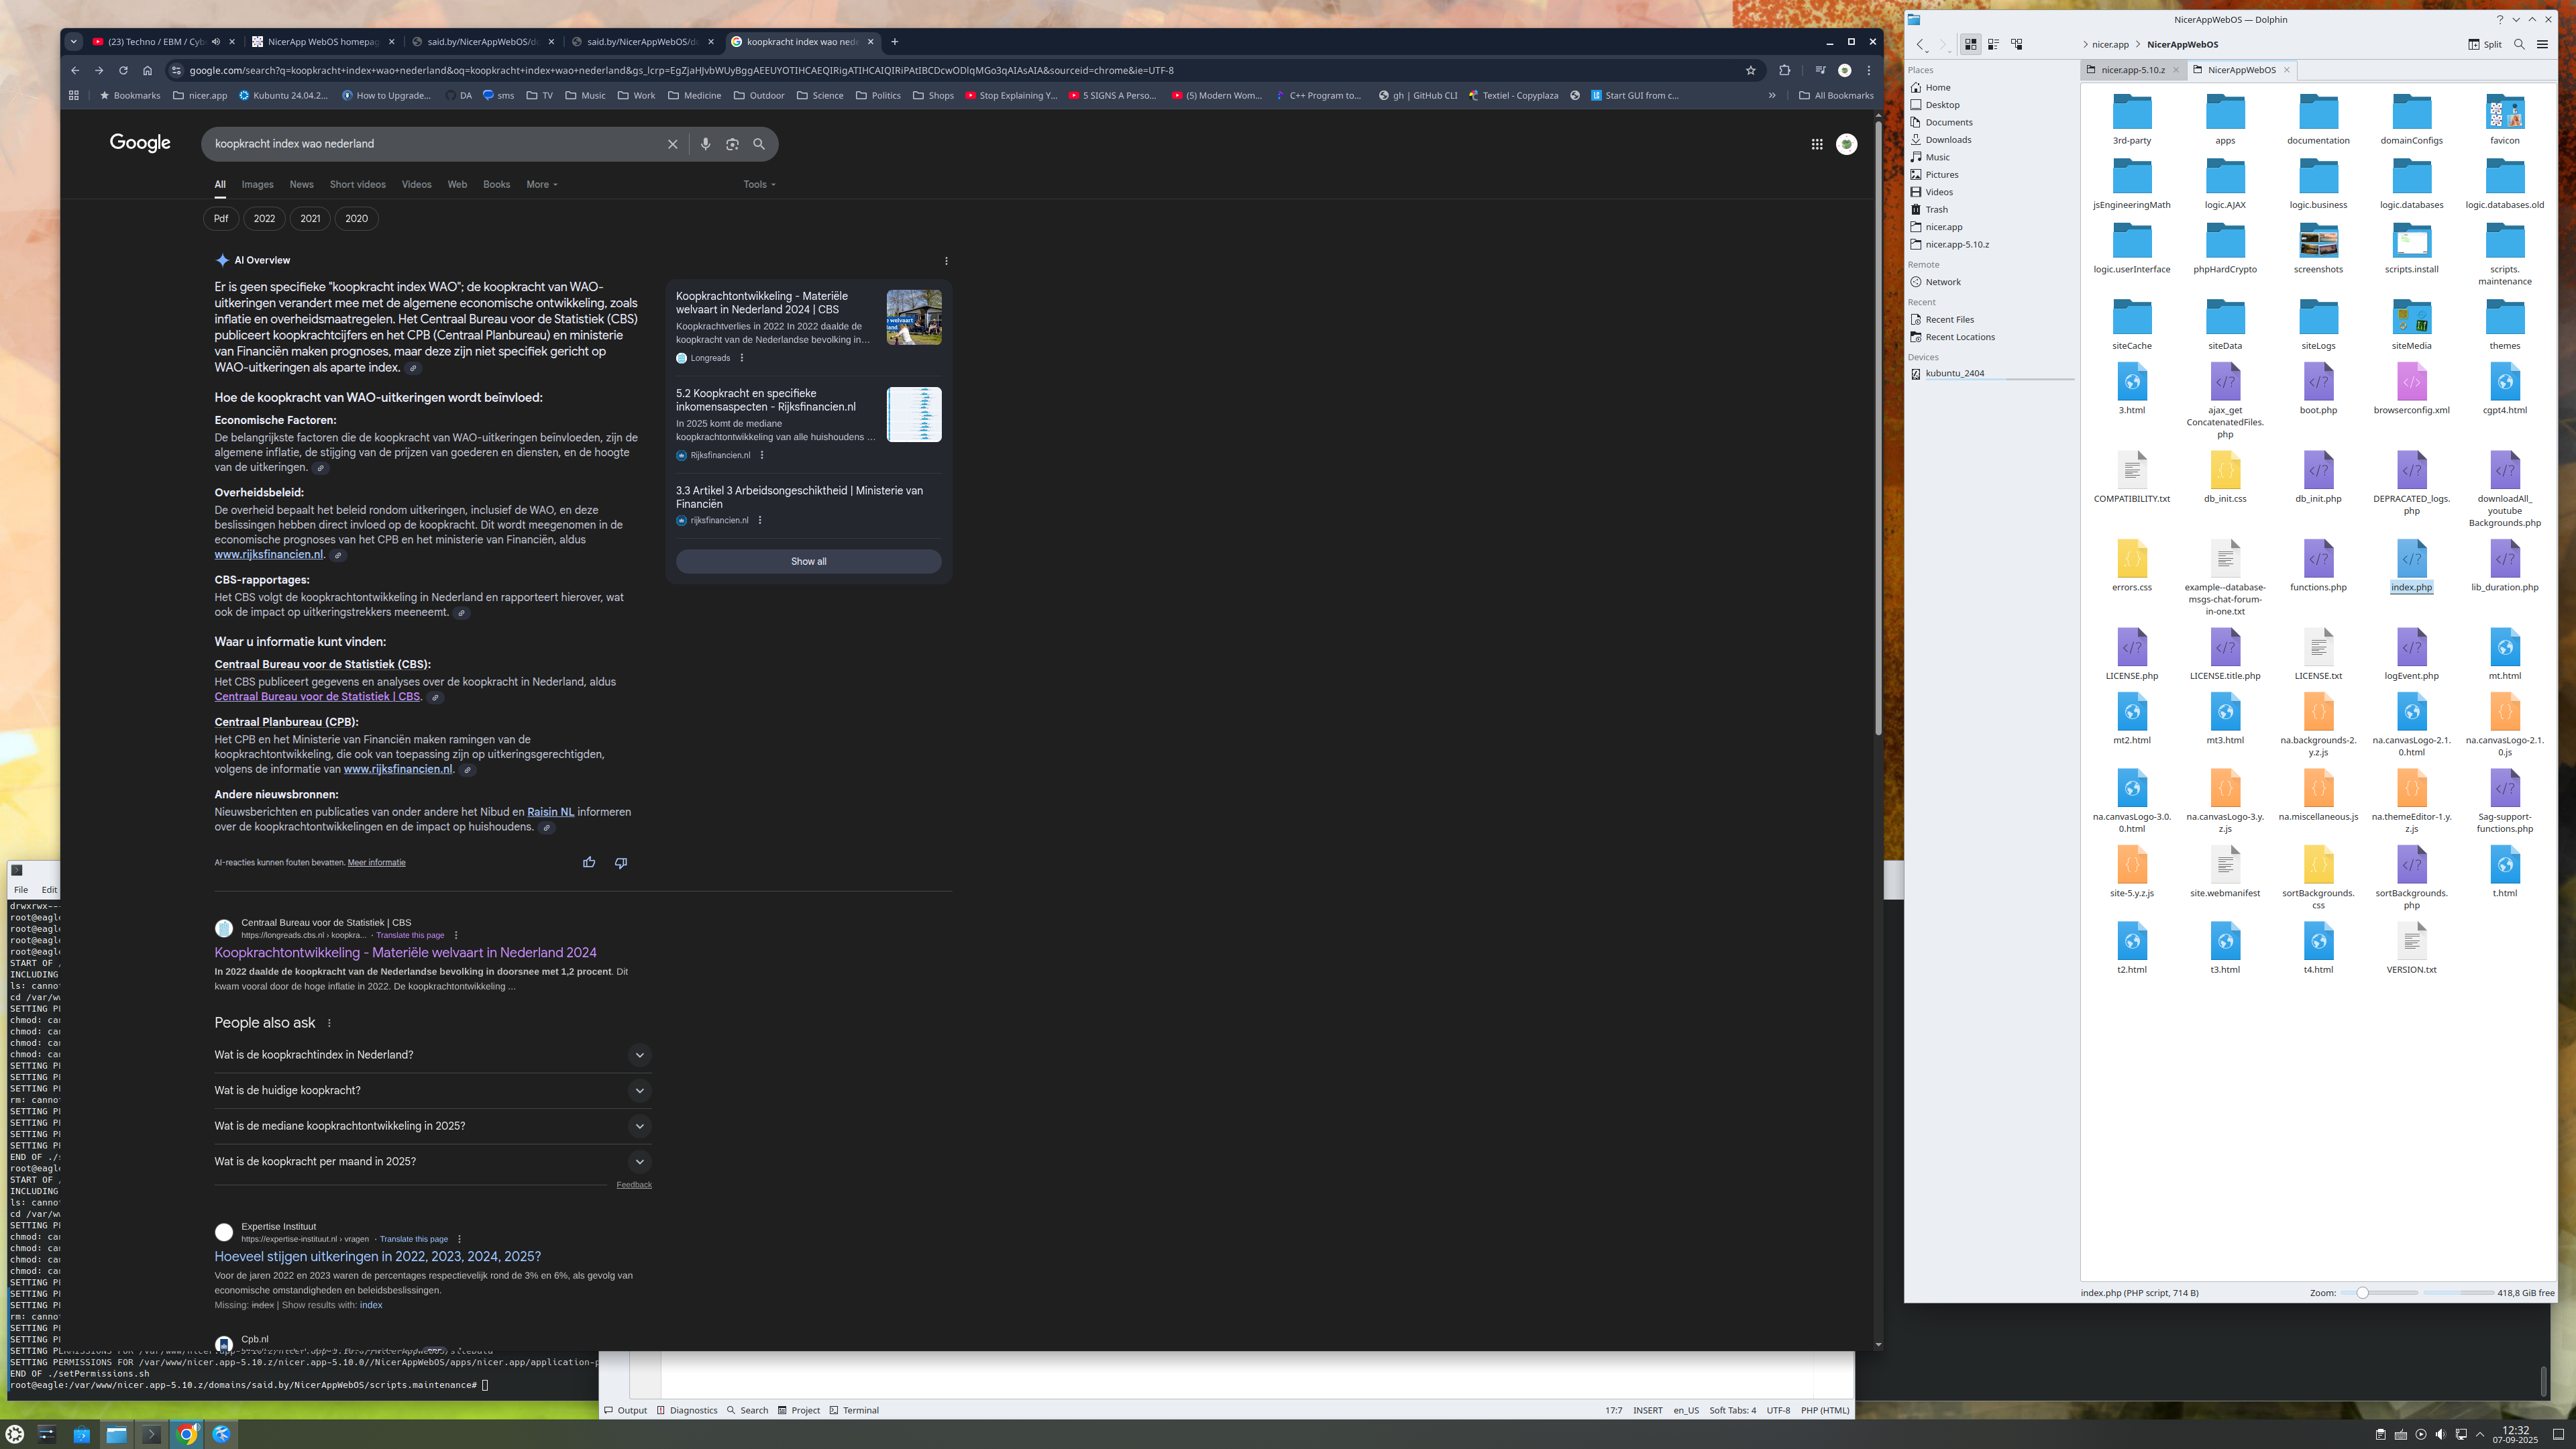 (23) Techno / EBM / Cybe
NicerApp WebOS homepag
said.by/NicerAppWebOS/do
said.by/NicerAppWebOS/do
koopkracht index wao nede
google.com/search?q=koopkracht+index+wao+nederland&oq=koopkracht+index+wao+nederland&gs_lcrp=EgZjaHJvbWUyBggAEEUYOTIHCAEQIRigATIHCAIQIRiPAtIBCDcwODlqMGo3qAIAsAIA&sourceid=chrome&ie=UTF-8
Bookmarks
nicer.app
Kubuntu 24.04.2...
How to Upgrade...
DA
sms
TV
Music
Work
Medicine
Outdoor
Science
Politics
Shops
Stop Explaining Y...
5 SIGNS A Perso...
(5) Modern Wom...
C++ Program to...
gh | GitHub CLI
Textiel - Copyplaza
Start GUI from c...
»
All Bookmarks
Google
koopkracht index wao nederland
All
Images
News
Short videos
Videos
Web
Books
More
Tools
Pdf
2022
2021
2020
AI Overview
Er is geen specifieke "koopkracht index WAO"; de koopkracht van WAO-
uitkeringen verandert mee met de algemene economische ontwikkeling, zoals
inflatie en overheidsmaatregelen. Het Centraal Bureau voor de Statistiek (CBS)
publiceert koopkrachtcijfers en het CPB (Centraal Planbureau) en ministerie
van Financiën maken prognoses, maar deze zijn niet specifiek gericht op
WAO-uitkeringen als aparte index.
Hoe de koopkracht van WAO-uitkeringen wordt beïnvloed:
Economische Factoren:
De belangrijkste factoren die de koopkracht van WAO-uitkeringen beïnvloeden, zijn de
algemene inflatie, de stijging van de prijzen van goederen en diensten, en de hoogte
van de uitkeringen.
Overheidsbeleid:
De overheid bepaalt het beleid rondom uitkeringen, inclusief de WAO, en deze
beslissingen hebben direct invloed op de koopkracht. Dit wordt meegenomen in de
economische prognoses van het CPB en het ministerie van Financiën, aldus
www.rijksfinancien.nl.
CBS-rapportages:
Het CBS volgt de koopkrachtontwikkeling in Nederland en rapporteert hierover, wat
ook de impact op uitkeringstrekkers meeneemt.
Waar u informatie kunt vinden:
Centraal Bureau voor de Statistiek (CBS):
Het CBS publiceert gegevens en analyses over de koopkracht in Nederland, aldus
Centraal Bureau voor de Statistiek | CBS.
Centraal Planbureau (CPB):
Het CPB en het Ministerie van Financiën maken ramingen van de
koopkrachtontwikkeling, die ook van toepassing zijn op uitkeringsgerechtigden,
volgens de informatie van www.rijksfinancien.nl.
Andere nieuwsbronnen:
Nieuwsberichten en publicaties van onder andere het Nibud en Raisin NL informeren
over de koopkrachtontwikkelingen en de impact op huishoudens.
AI-reacties kunnen fouten bevatten. Meer informatie
Koopkrachtontwikkeling - Materiële
welvaart in Nederland 2024 | CBS
Koopkrachtverlies in 2022 In 2022 daalde de
koopkracht van de Nederlandse bevolking in...
Longreads
5.2 Koopkracht en specifieke
inkomensaspecten - Rijksfinancien.nl
In 2025 komt de mediane
koopkrachtontwikkeling van alle huishoudens ...
Rijksfinancien.nl
3.3 Artikel 3 Arbeidsongeschiktheid | Ministerie van
Financiën
rijksfinancien.nl
Show all
Centraal Bureau voor de Statistiek | CBS
https://longreads.cbs.nl › koopkra... · Translate this page
Koopkrachtontwikkeling - Materiële welvaart in Nederland 2024
In 2022 daalde de koopkracht van de Nederlandse bevolking in doorsnee met 1,2 procent. Dit
kwam vooral door de hoge inflatie in 2022. De koopkrachtontwikkeling ...
People also ask
Wat is de koopkrachtindex in Nederland?
Wat is de huidige koopkracht?
Wat is de mediane koopkrachtontwikkeling in 2025?
Wat is de koopkracht per maand in 2025?
Feedback
Expertise Instituut
https://expertise-instituut.nl › vragen · Translate this page
Hoeveel stijgen uitkeringen in 2022, 2023, 2024, 2025?
Voor de jaren 2022 en 2023 waren de percentages respectievelijk rond de 3% en 6%, als gevolg van
economische omstandigheden en beleidsbeslissingen.
Missing: index | Show results with: index
Cpb.nl
File
Edit
drwxrwx--
root@eagl
root@eagl
root@eagl
root@eagl
START OF
INCLUDING
ls: canno
cd /var/w
SETTING P
chmod: ca
chmod: ca
chmod: ca
chmod: ca
SETTING P
SETTING P
SETTING P
rm: canno
SETTING P
SETTING P
SETTING P
SETTING P
END OF ./s
root@eagl
START OF
INCLUDING
ls: canno
cd /var/w
SETTING P
chmod: ca
chmod: ca
chmod: ca
chmod: ca
SETTING P
SETTING P
SETTING P
rm: canno
SETTING P
SETTING P
SETTING PERMISSIONS FOR /var/www/nicer.app-5.10.z/nicer.app-5.10.0//NicerAppWebOS/siteData
SETTING PERMISSIONS FOR /var/www/nicer.app-5.10.z/nicer.app-5.10.0//NicerAppWebOS/apps/nicer.app/application-p
END OF ./setPermissions.sh
root@eagle:/var/www/nicer.app-5.10.z/domains/said.by/NicerAppWebOS/scripts.maintenance#
Output
Diagnostics
Search
Project
Terminal
17:7
INSERT
en_US
Soft Tabs: 4
UTF-8
PHP (HTML)
NicerAppWebOS — Dolphin
nicer.app
NicerAppWebOS
Split
Places
Home
Desktop
Documents
Downloads
Music
Pictures
Videos
Trash
nicer.app
nicer.app-5.10.z
Remote
Network
Recent
Recent Files
Recent Locations
Devices
kubuntu_2404
nicer.app-5.10.z
NicerAppWebOS
3rd-party
apps
documentation
domainConfigs
favicon
jsEngineeringMath
logic.AJAX
logic.business
logic.databases
logic.databases.old
logic.userInterface
phpHardCrypto
screenshots
scripts.install
scripts.
maintenance
siteCache
siteData
siteLogs
siteMedia
themes
3.html
ajax_get
ConcatenatedFiles.
php
boot.php
browserconfig.xml
cgpt4.html
COMPATIBILITY.txt
db_init.css
db_init.php
DEPRACATED_logs.
php
downloadAll_
youtube
Backgrounds.php
errors.css
example--database-
msgs-chat-forum-
in-one.txt
functions.php
index.php
lib_duration.php
LICENSE.php
LICENSE.title.php
LICENSE.txt
logEvent.php
mt.html
mt2.html
mt3.html
na.backgrounds-2.
y.z.js
na.canvasLogo-2.1.
0.html
na.canvasLogo-2.1.
0.js
na.canvasLogo-3.0.
0.html
na.canvasLogo-3.y.
z.js
na.miscellaneous.js
na.themeEditor-1.y.
z.js
Sag-support-
functions.php
site-5.y.z.js
site.webmanifest
sortBackgrounds.
css
sortBackgrounds.
php
t.html
t2.html
t3.html
t4.html
VERSION.txt
index.php (PHP script, 714 B)
Zoom:
418,8 GiB free
12:32
07-09-2025